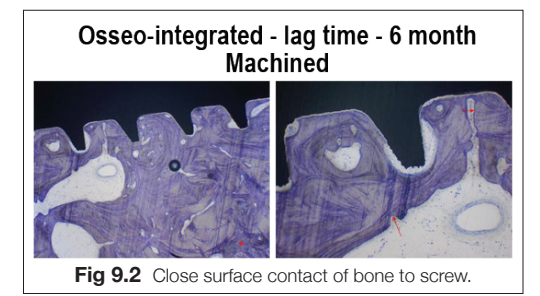 Osseo-integrated - lag time - 6 month
Machined
Fig 9.2 Close surface contact of bone to screw.